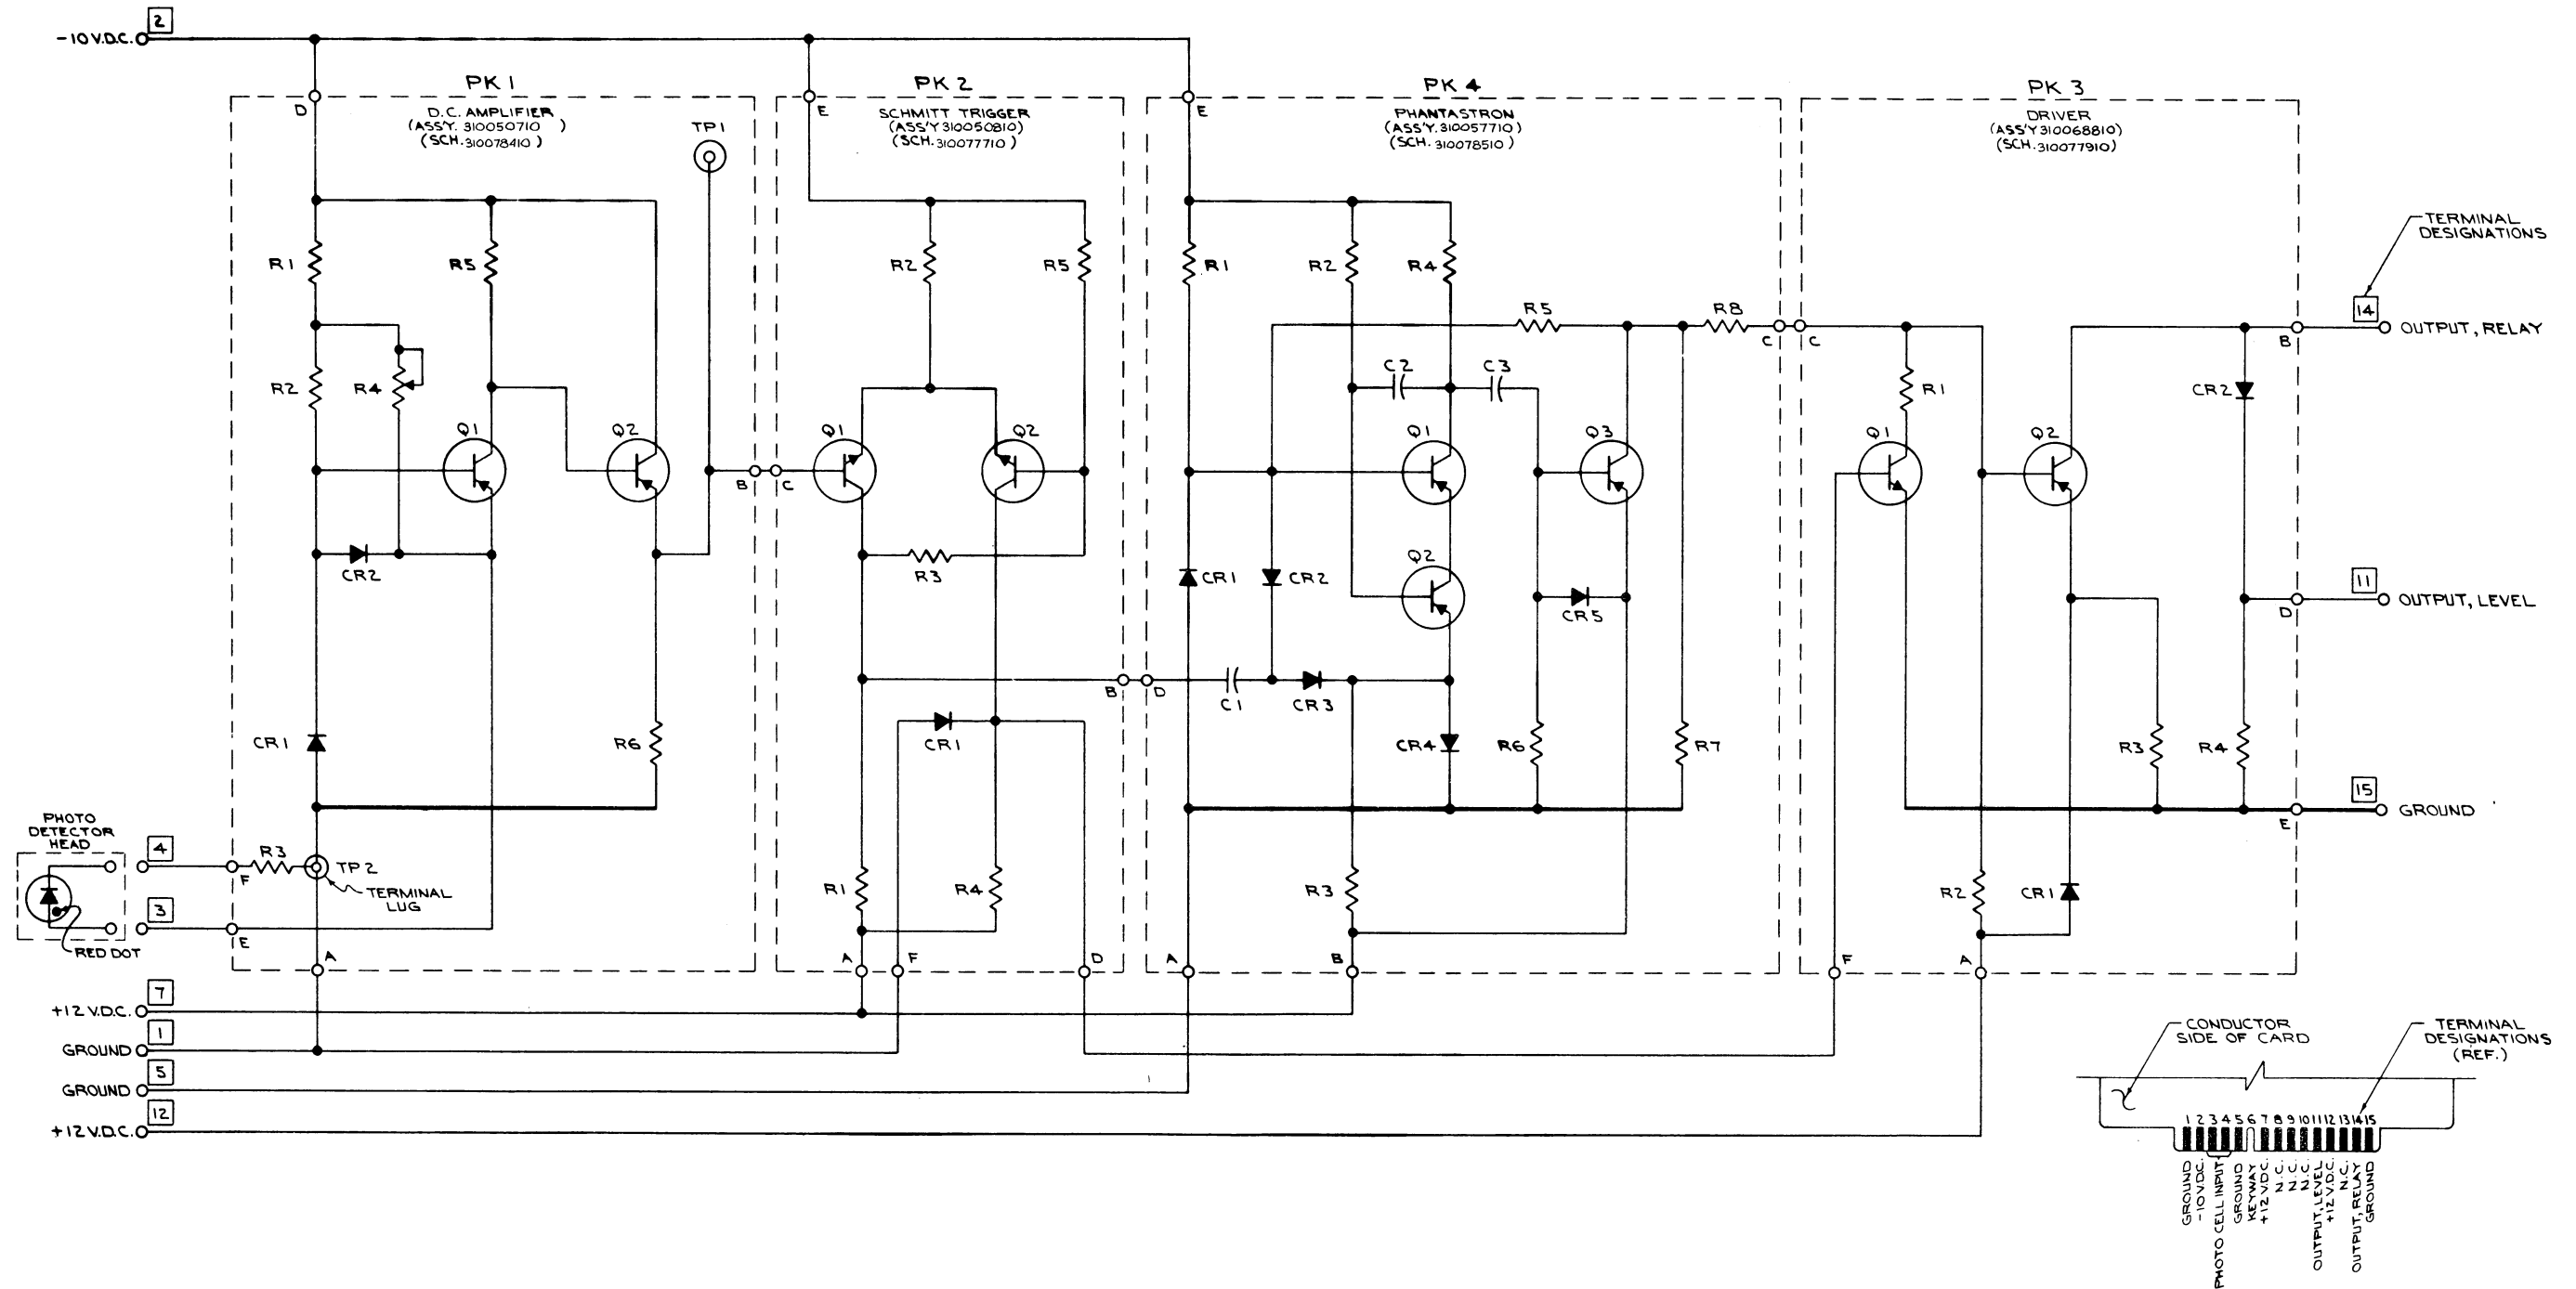 2
-10 V.D.C.
PK 1
D
D.C. AMPLIFIER
(ASS'Y. 310050710 )
(SCH. 310078410 )
TP1
R1
R5
R2
R4
Q1
Q2
CR2
CR1
R6
B
PHOTO
DETECTOR
HEAD
4
F
R3
TP2
TERMINAL
LUG
3
E
RED DOT
A
PK 2
E
SCHMITT TRIGGER
(ASS'Y 310050810)
(SCH. 310077710)
R2
R5
Q1
Q2
C
R3
B
CR1
R1
R4
A
F
D
PK 4
E
PHANTASTRON
(ASS'Y. 310057710)
(SCH. 310078510)
R1
R2
R4
R5
R8
C
C2
C3
Q1
Q3
CR1
CR2
Q2
CR5
D
C1
CR3
CR4
R6
R7
R3
A
B
PK 3
DRIVER
(ASS'Y 310068810)
(SCH. 310077910)
C
R1
CR2
Q1
Q2
R3
R4
R2
CR1
F
A
B
D
E
TERMINAL
DESIGNATIONS
14
OUTPUT, RELAY
11
OUTPUT, LEVEL
15
GROUND
7
+12 V.D.C.
1
GROUND
5
GROUND
12
+12 V.D.C.
CONDUCTOR
SIDE OF CARD
TERMINAL
DESIGNATIONS
(REF.)
1 2 3 4 5 6 7 8 9 10 11 12 13 14 15
GROUND
-10 V.D.C.
PHOTO CELL INPUT
GROUND
KEYWAY
+12 V.D.C.
N.C.
N.C.
N.C.
OUTPUT, LEVEL
+12 V.D.C.
N.C.
OUTPUT, RELAY
GROUND